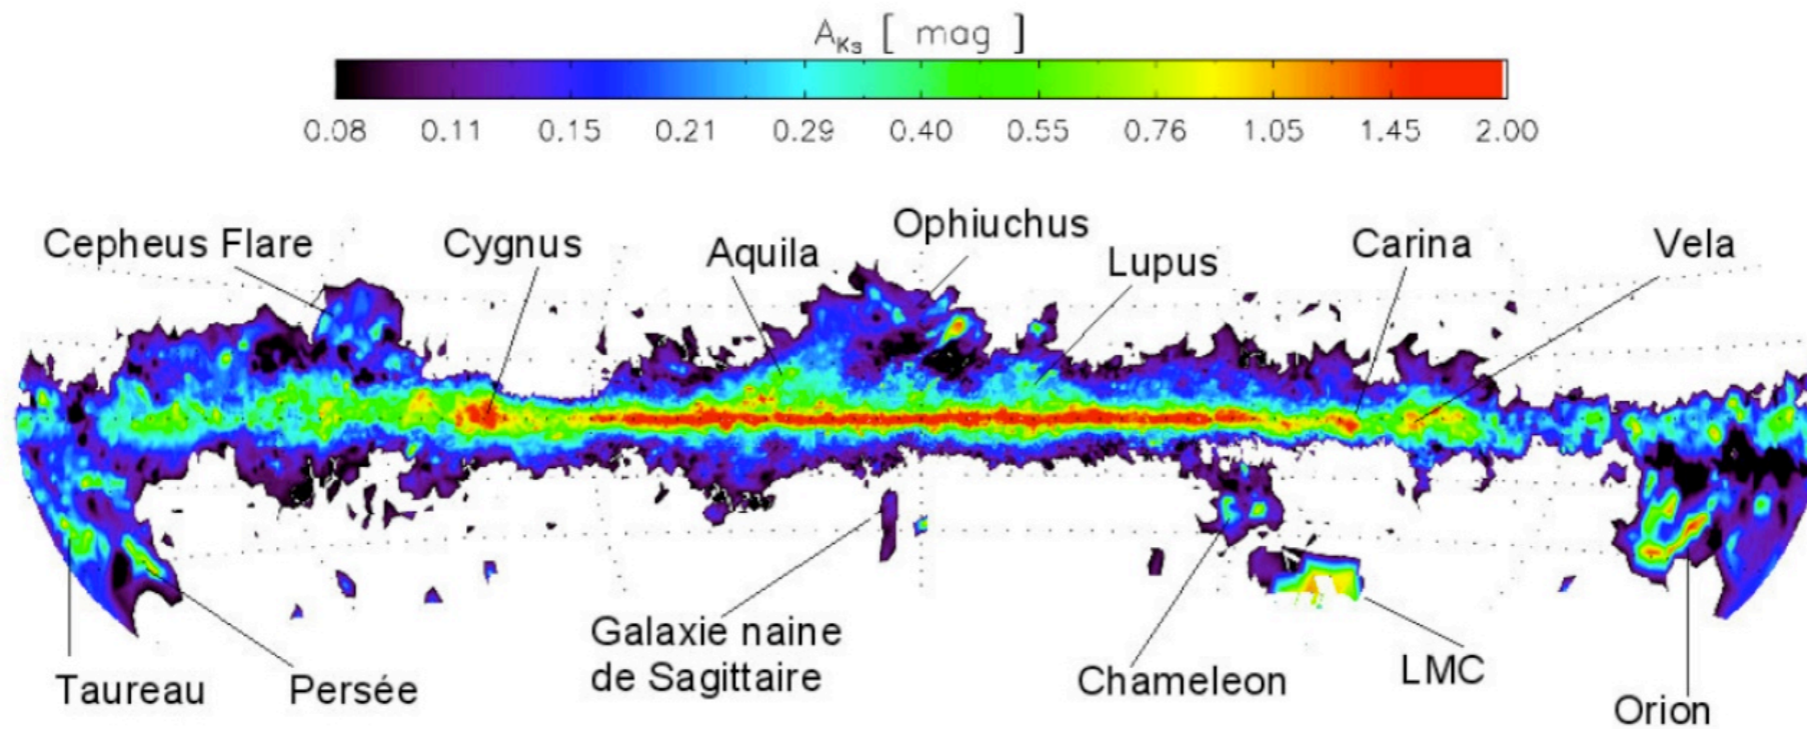 A_Ks [ mag ]
0.08 0.11 0.15 0.21 0.29 0.40 0.55 0.76 1.05 1.45 2.00
Cepheus Flare
Cygnus
Aquila
Ophiuchus
Lupus
Carina
Vela
Taureau
Persée
Galaxie naine
de Sagittaire
Chameleon
LMC
Orion